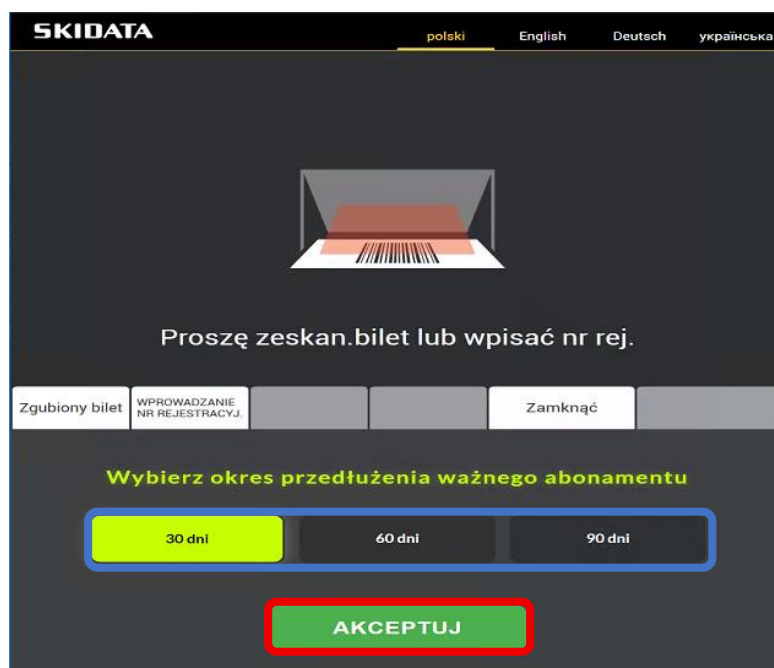 SKIDATA
polski English Deutsch українська
Proszę zeskan.bilet lub wpisać nr rej.
Zgubiony bilet
WPROWADZANIE
NR REJESTRACYJ.
Zamknąć
Wybierz okres przedłużenia ważnego abonamentu
30 dni 60 dni 90 dni
AKCEPTUJ